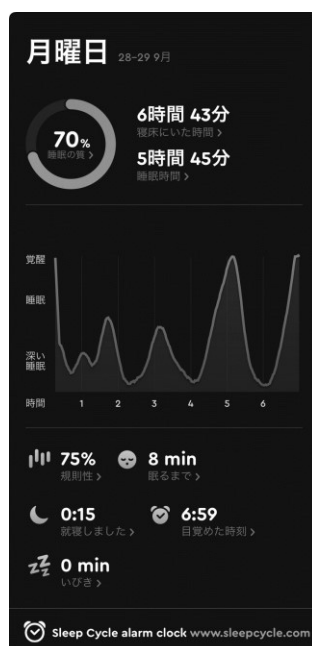 月曜日 28-29 9月
70%
睡眠の質 >
6時間 43分
寝床にいた時間 >
5時間 45分
睡眠時間 >
覚醒
睡眠
深い
睡眠
時間 1 2 3 4 5 6
75%
規則性 >
8 min
眠るまで >
0:15
就寝しました >
6:59
目覚めた時刻 >
0 min
いびき >
Sleep Cycle alarm clock www.sleepcycle.com